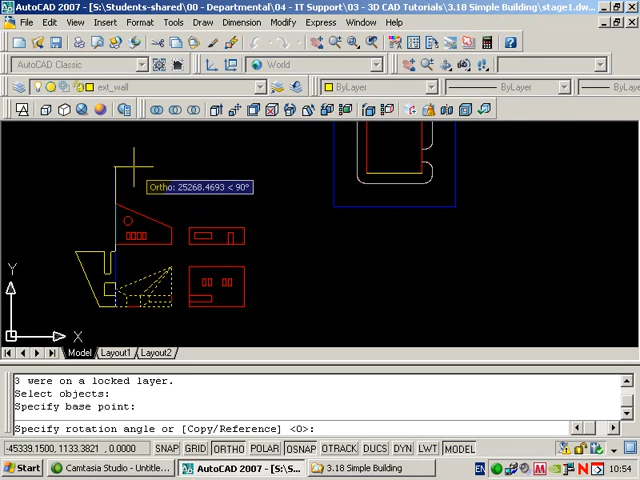 AutoCAD 2007 - [S:\Students-shared\00 - Departmental\04 - IT Support\03 - 3D CAD Tutorials\3.18 Simple Building\stage1.dw...
File Edit View Insert Format Tools Draw Dimension Modify Express Window Help
AutoCAD Classic World
ext_wall ByLayer ByLayer
Ortho: 25268.4693 < 90°
Y
X
Model Layout1 Layout2
3 were on a locked layer.
Select objects:
Specify base point:
Specify rotation angle or [Copy/Reference] <0>:
-45339.1500, 1133.3821 , 0.0000 SNAP GRID ORTHO POLAR OSNAP OTRACK DUCS DYN LWT MODEL
Start Camtasia Studio - Untitle... AutoCAD 2007 - [S:\S... 3.18 Simple Building EN 10:54